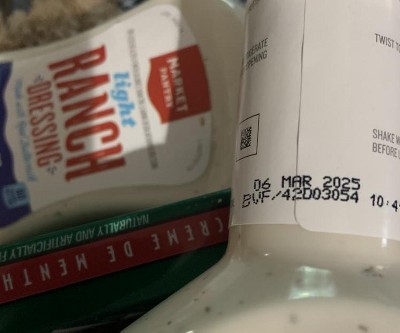 MARKET
PANTRY
light
RANCH
DRESSING
TWIST TO
OPENING
SHAKE W
BEFORE U
06 MAR 2025
BVF/42D03054 10:4
NATURALLY AND ARTIFICIALLY F
CREME DE MENTH